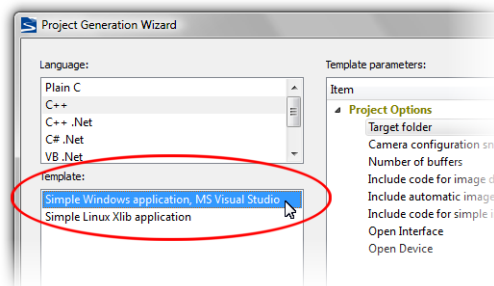 Project Generation Wizard
Language:
Plain C
C++
C++ .Net
C# .Net
VB .Net
Template:
Simple Windows application, MS Visual Studio
Simple Linux Xlib application
Template parameters:
Item
Project Options
Target folder
Camera configuration
Number of buffers
Include code for image
Include automatic image
Include code for simple
Open Interface
Open Device